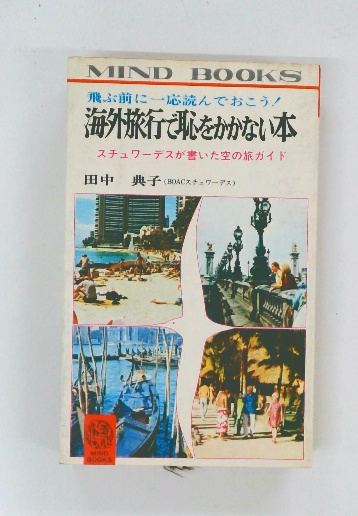 MIND BOOKS
飛ぶ前に一応読んでおこう!
海外旅行で恥をかかない本
スチュワーデスが書いた空の旅ガイド
田中 典子(BOACスチュワーデス)
MIND
BOOKS